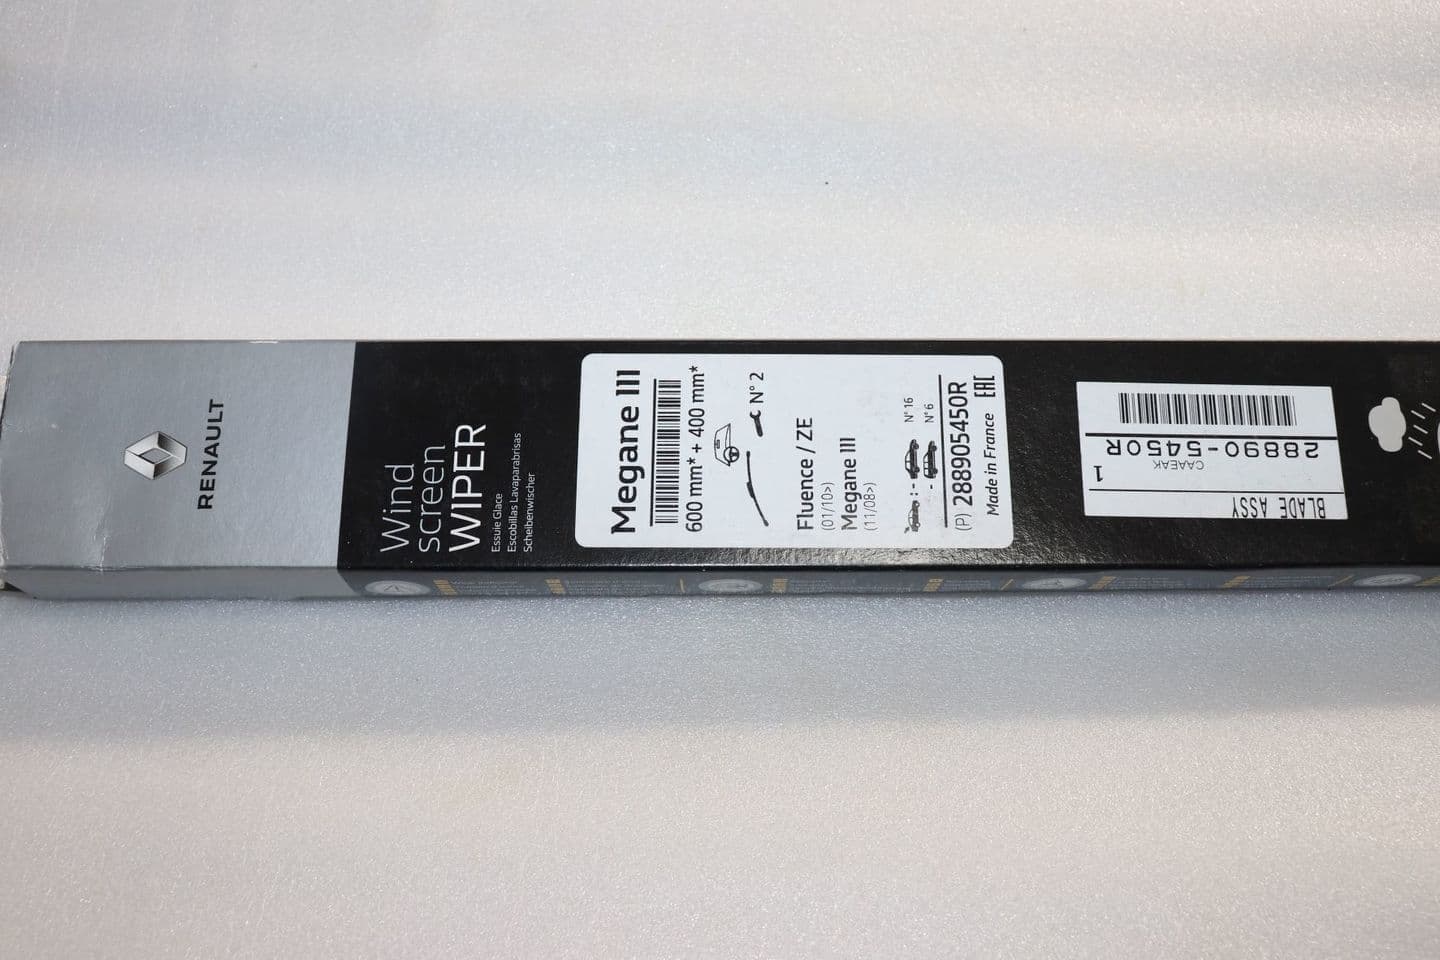 RENAULT
Wind
screen
WIPER
Essuie Glace
Escobillas Lavaparabrisas
Scheibenwischer
Megane III
600 mm* + 400 mm*
N° 2
Fluence / ZE
(01/10>)
Megane III
(11/08>)
: - N° 16
- N° 6
(P) 288905450R
Made in France EAC
BLADE ASSY
1
CAAEAK
28890-5450R